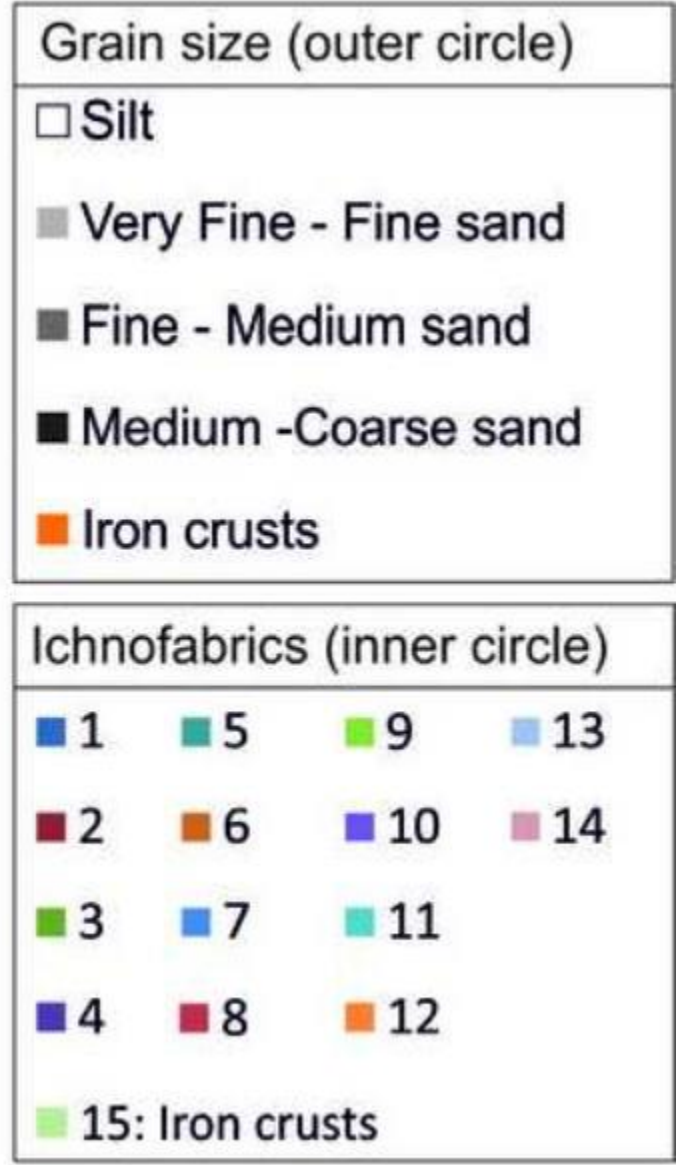 Grain size (outer circle)
Silt
Very Fine - Fine sand
Fine - Medium sand
Medium -Coarse sand
Iron crusts
Ichnofabrics (inner circle)
1 5 9 13
2 6 10 14
3 7 11
4 8 12
15: Iron crusts